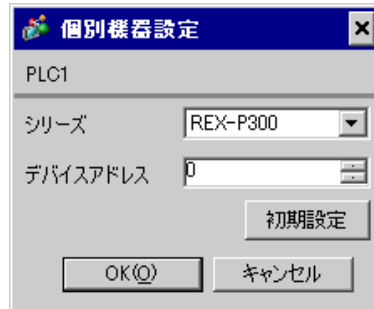 個別機器設定
PLC1
シリーズ REX-P300
デバイスアドレス 0
初期設定
OK(O) キャンセル